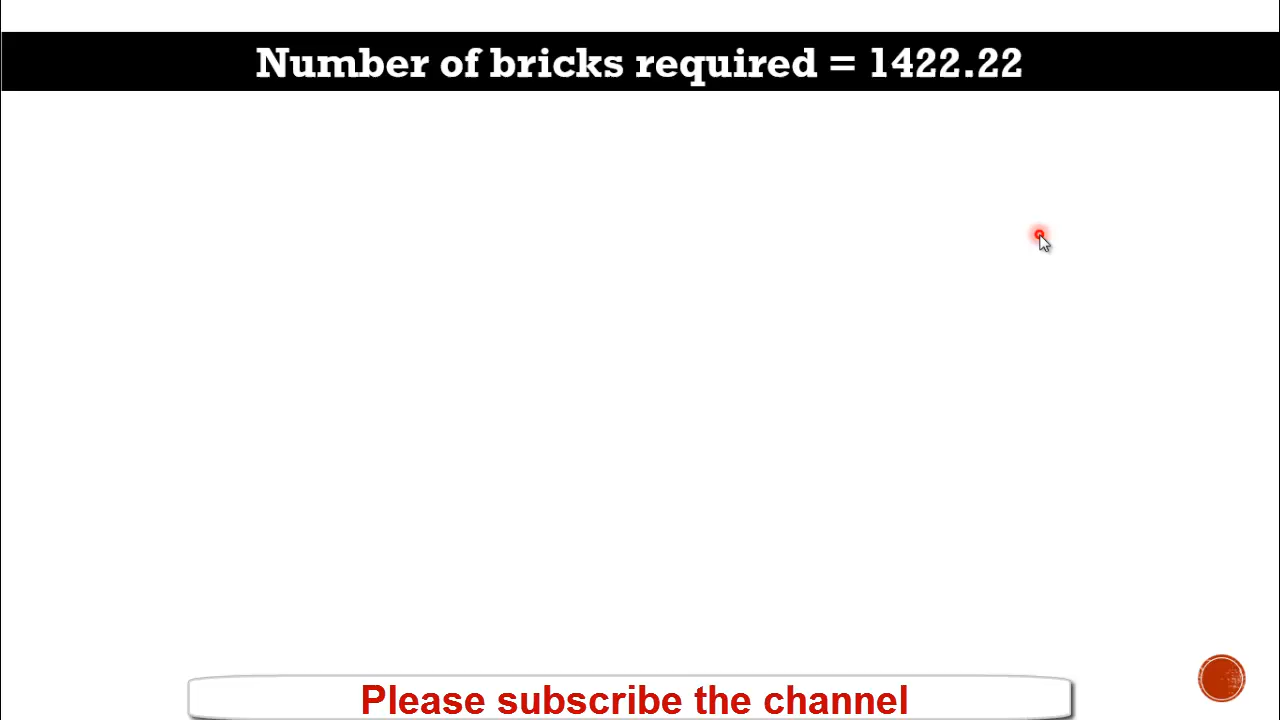 Number of bricks required = 1422.22
Please subscribe the channel